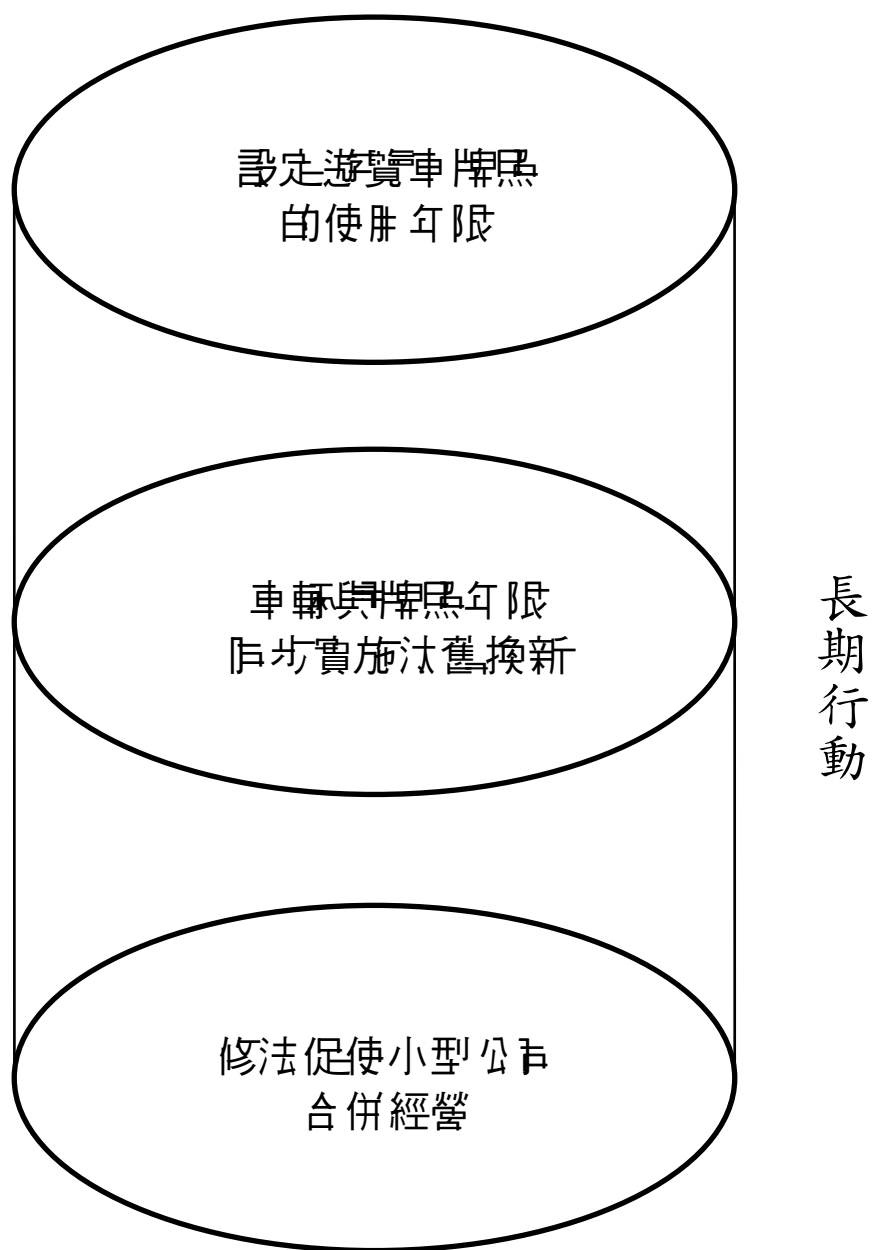 設定遊覽車牌照
的使用年限
車輛與牌照年限
同步實施汰舊換新
修法促使小型公司
合併經營
長期行動